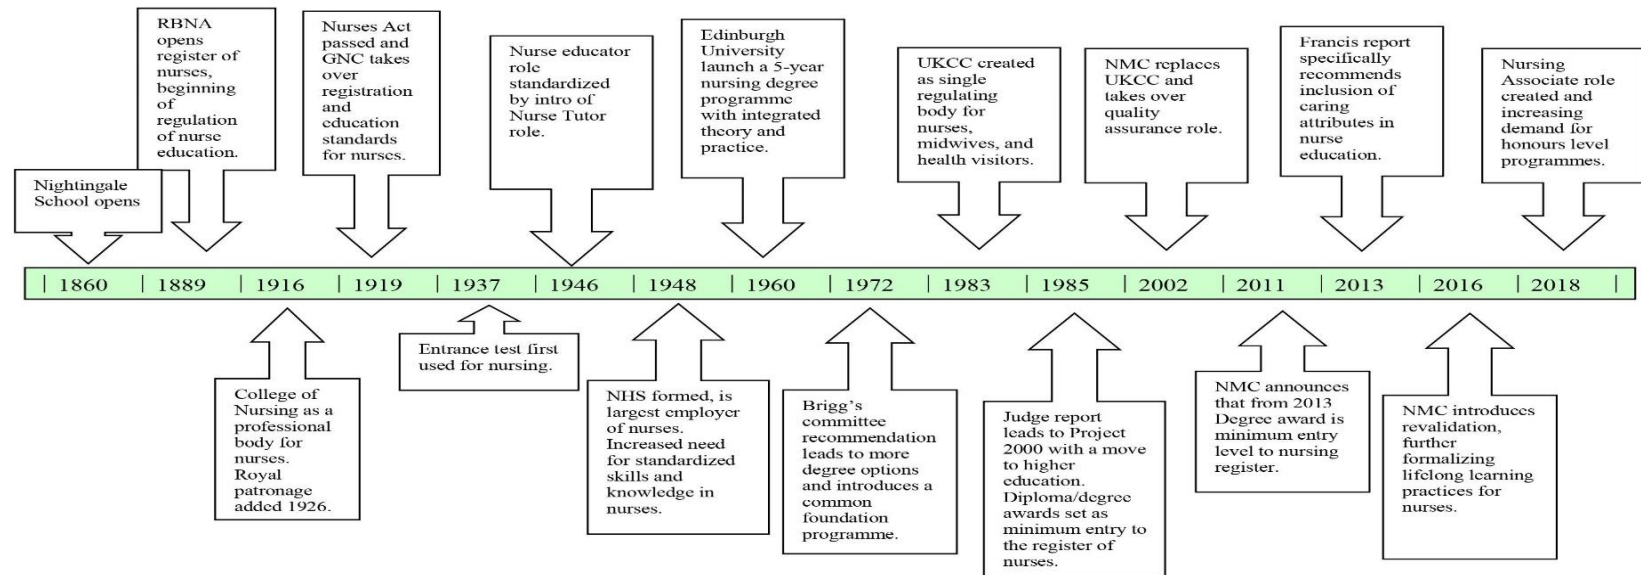 RBNA
opens
register of
nurses,
beginning
of
regulation
of nurse
education.
Nurses Act
passed and
GNC takes
over
registration
and
education
standards
for nurses.
Nurse educator
role
standardized
by intro of
Nurse Tutor
role.
Edinburgh
University
launch a 5-year
nursing degree
programme
with integrated
theory and
practice.
UKCC created
as single
regulating
body for
nurses,
midwives, and
health visitors.
NMC replaces
UKCC and
takes over
quality
assurance role.
Francis report
specifically
recommends
inclusion of
caring
attributes in
nurse
education.
Nursing
Associate role
created and
increasing
demand for
honours level
programmes.
Nightingale
School opens
| 1860 | 1889 | 1916 | 1919 | 1937 | 1946 | 1948 | 1960 | 1972 | 1983 | 1985 | 2002 | 2011 | 2013 | 2016 | 2018 |
College of
Nursing as a
professional
body for
nurses.
Royal
patronage
added 1926.
Entrance test first
used for nursing.
NHS formed, is
largest employer
of nurses.
Increased need
for standardized
skills and
knowledge in
nurses.
Brigg's
committee
recommendation
leads to more
degree options
and introduces a
common
foundation
programme.
Judge report
leads to Project
2000 with a move
to higher
education.
Diploma/degree
awards set as
minimum entry to
the register of
nurses.
NMC announces
that from 2013
Degree award is
minimum entry
level to nursing
register.
NMC introduces
revalidation,
further
formalizing
lifelong learning
practices for
nurses.